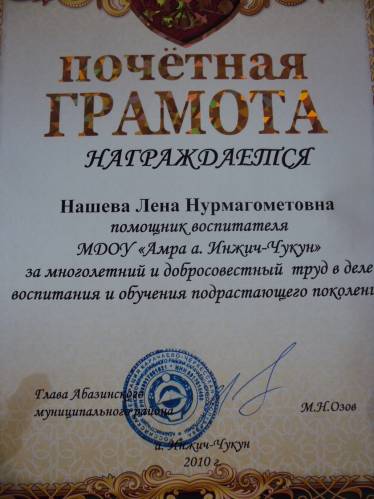 почётная
ГРАМОТА
НАГРАЖДАЕТСЯ
Нашева Лена Нурмагометовна
помощник воспитателя
МДОУ «Амра а. Инжич-Чукун»
за многолетний и добросовестный труд в деле
воспитания и обучения подрастающего поколени
Глава Абазинского
муниципального района
М.Н.Озов
а. Инжич-Чукун
2010 г.